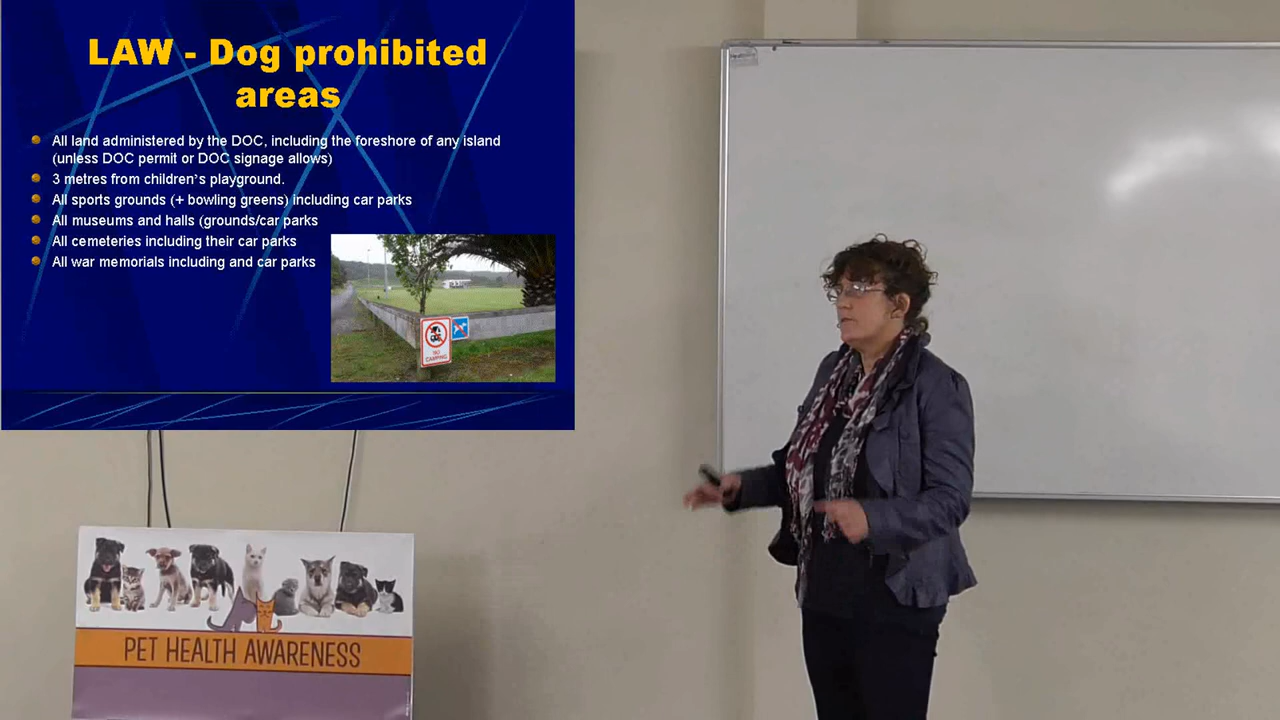 LAW - Dog prohibited
areas
All land administered by the DOC, including the foreshore of any island
(unless DOC permit or DOC signage allows)
3 metres from children's playground.
All sports grounds (+ bowling greens) including car parks
All museums and halls (grounds/car parks
All cemeteries including their car parks
All war memorials including and car parks
NO
CAMPING
PET HEALTH AWARENESS